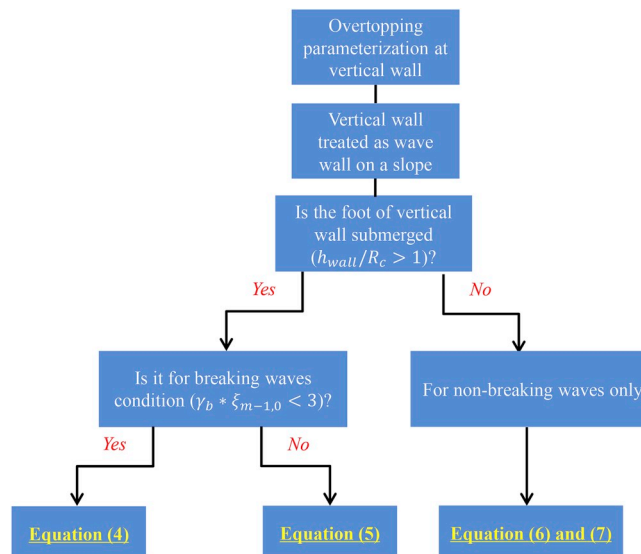 Overtopping
parameterization at
vertical wall
Vertical wall
treated as wave
wall on a slope
Is the foot of vertical
wall submerged
(h_wall/R_c > 1)?
Yes
No
Is it for breaking waves
condition (γ_b * ξ_m−1,0 < 3)?
For non-breaking waves only
Yes
No
Equation (4)
Equation (5)
Equation (6) and (7)